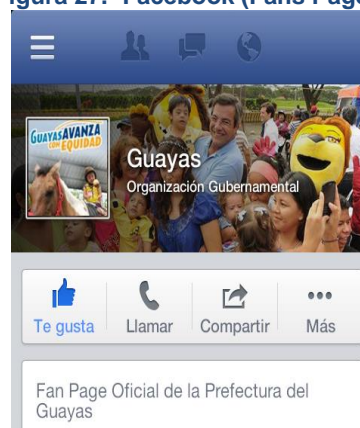 igura 27. Facebook (Fans Page
GUAYAS AVANZA
CON EQUIDAD
Guayas
Organización Gubernamental
Te gusta Llamar Compartir Más
Fan Page Oficial de la Prefectura del
Guayas